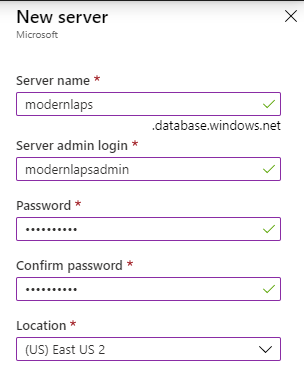 New server
Microsoft
Server name *
modernlaps
.database.windows.net
Server admin login *
modernlapsadmin
Password *
••••••••••
Confirm password *
••••••••••
Location *
(US) East US 2